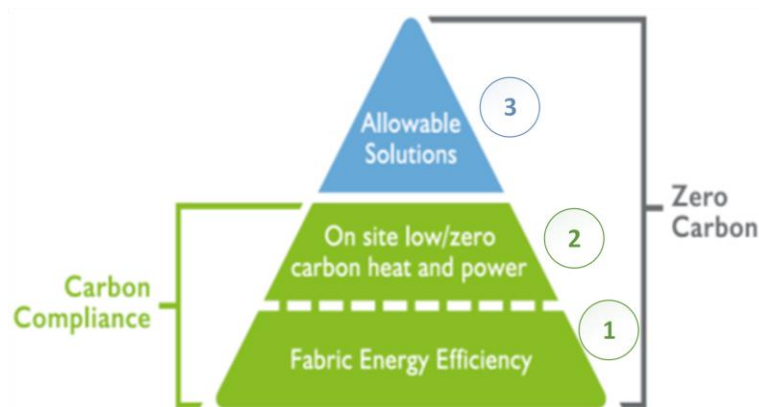 3
Allowable
Solutions
Zero
Carbon
2
On site low/zero
carbon heat and power
Carbon
Compliance
1
Fabric Energy Efficiency